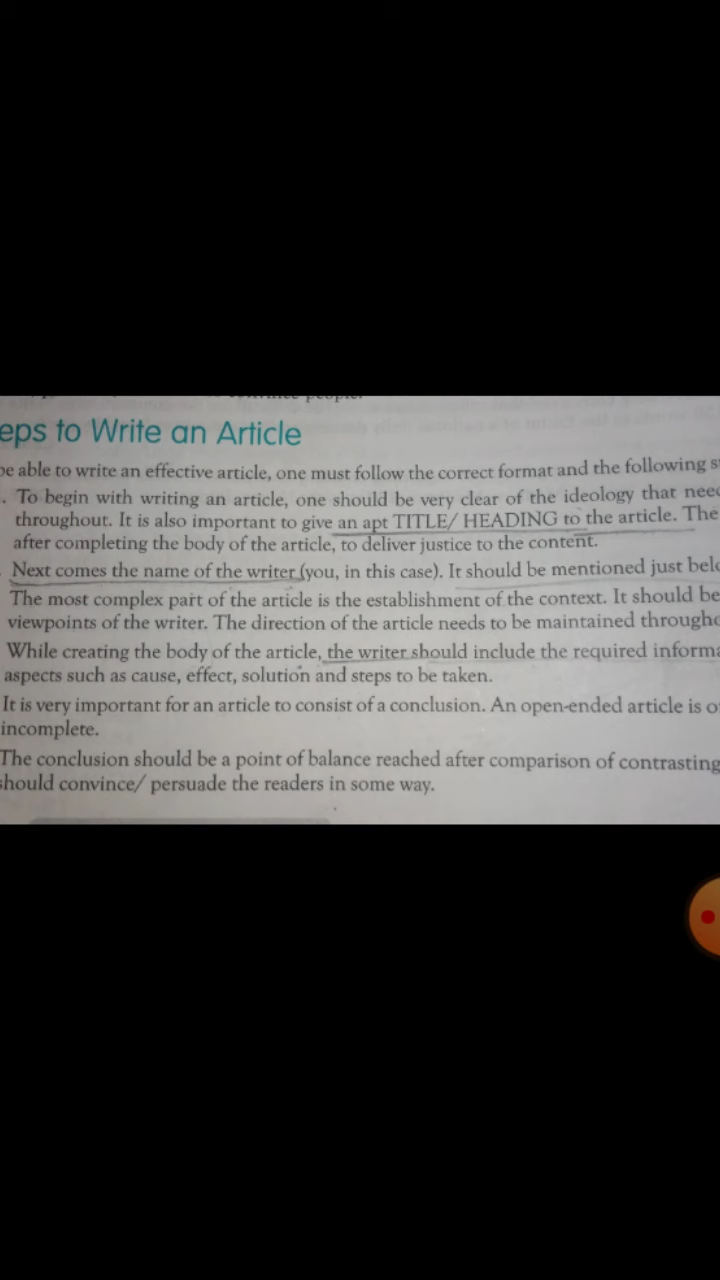 eps to Write an Article
be able to write an effective article, one must follow the correct format and the following
. To begin with writing an article, one should be very clear of the ideology that
throughout. It is also important to give an apt TITLE/ HEADING to the article. The
after completing the body of the article, to deliver justice to the content.
Next comes the name of the writer (you, in this case). It should be mentioned just
The most complex part of the article is the establishment of the context. It should be
viewpoints of the writer. The direction of the article needs to be maintained
While creating the body of the article, the writer should include the required
aspects such as cause, effect, solution and steps to be taken.
It is very important for an article to consist of a conclusion. An open-ended article is
incomplete.
The conclusion should be a point of balance reached after comparison of contrasting
should convince/ persuade the readers in some way.